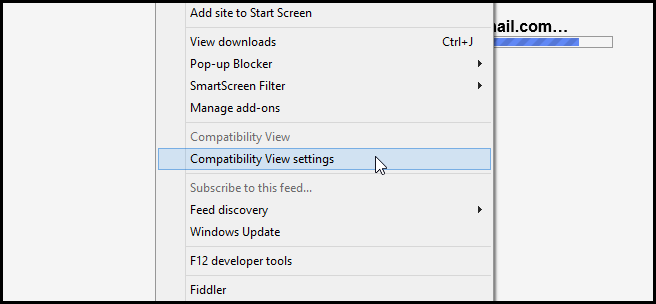 Add site to Start Screen
nail.com…
View downloads Ctrl+J
Pop-up Blocker
SmartScreen Filter
Manage add-ons
Compatibility View
Compatibility View settings
Subscribe to this feed...
Feed discovery
Windows Update
F12 developer tools
Fiddler